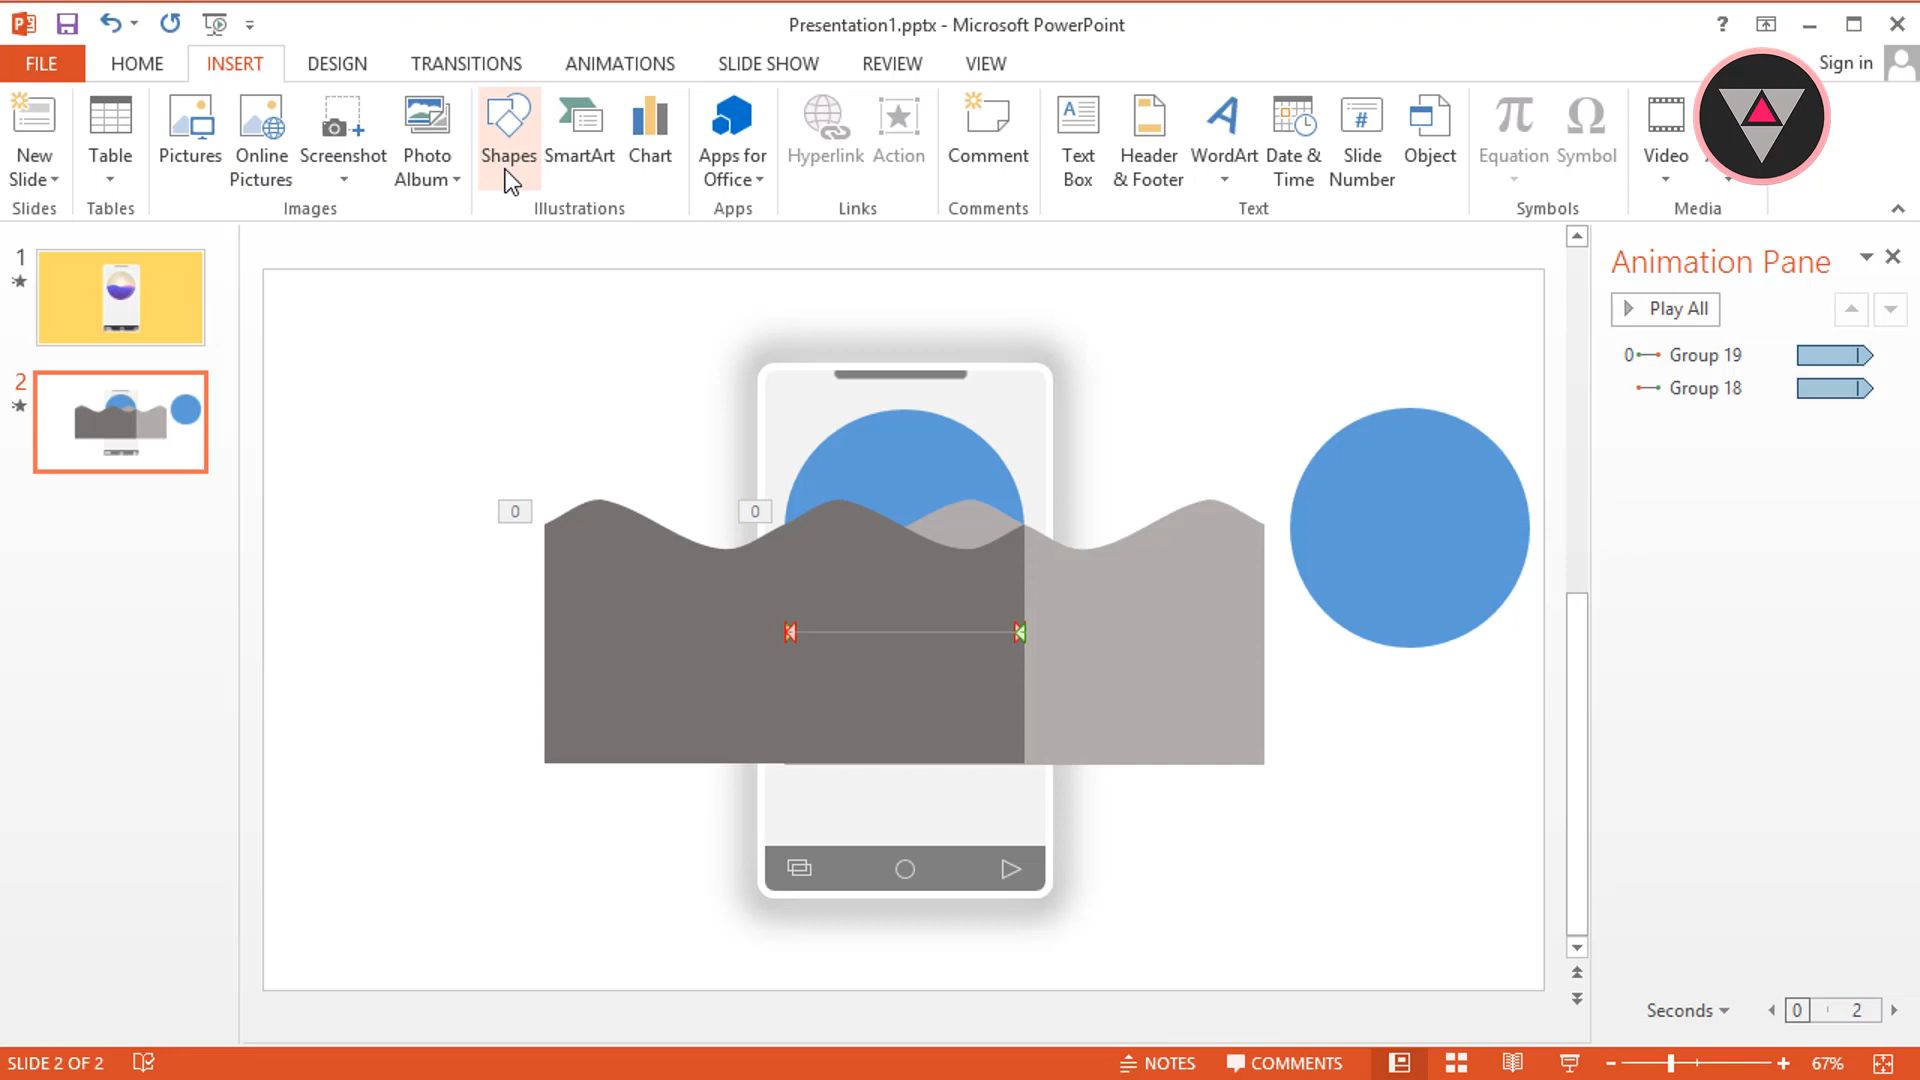 Presentation1.pptx - Microsoft PowerPoint
?
FILE HOME INSERT DESIGN TRANSITIONS ANIMATIONS SLIDE SHOW REVIEW VIEW
Sign in
New Slide
Table
Pictures
Online Pictures
Screenshot
Photo Album
Shapes
SmartArt
Chart
Apps for Office
Hyperlink
Action
Comment
Text Box
Header & Footer
WordArt
Date & Time
Slide Number
Object
Equation
Symbol
Video
Slides
Tables
Images
Illustrations
Apps
Links
Comments
Text
Symbols
Media
1
2
0
0
Animation Pane
Play All
0 Group 19
Group 18
Seconds 0 2
SLIDE 2 OF 2
NOTES
COMMENTS
67%